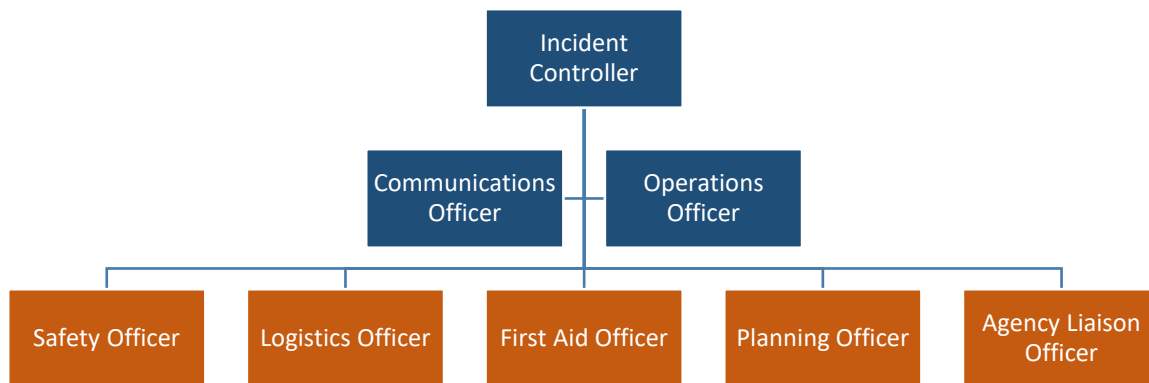 Incident
Controller
Communications
Officer
Operations
Officer
Safety Officer
Logistics Officer
First Aid Officer
Planning Officer
Agency Liaison
Officer